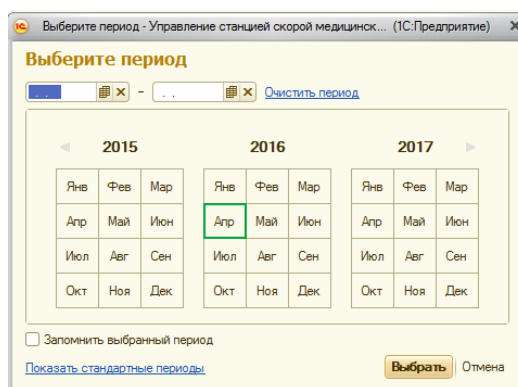 1С Выберите период - Управление станцией скорой медицинск... (1С:Предприятие) ×
Выберите период
. . × – . . × Очистить период
2015 2016 2017
Янв Фев Мар Янв Фев Мар Янв Фев Мар
Апр Май Июн Апр Май Июн Апр Май Июн
Июл Авг Сен Июл Авг Сен Июл Авг Сен
Окт Ноя Дек Окт Ноя Дек Окт Ноя Дек
Запомнить выбранный период
Показать стандартные периоды Выбрать Отмена